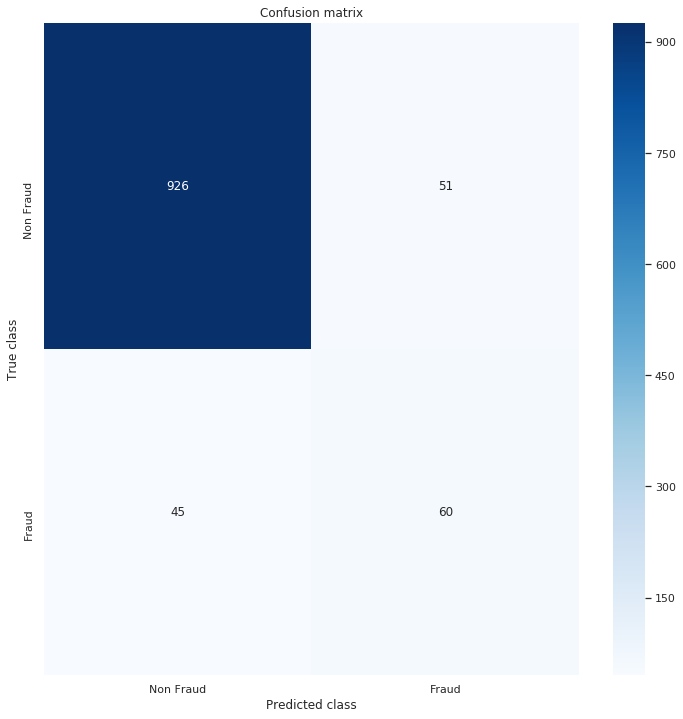 Confusion matrix
True class
Non Fraud
926
51
Fraud
45
60
Non Fraud
Fraud
Predicted class
900
750
600
450
300
150